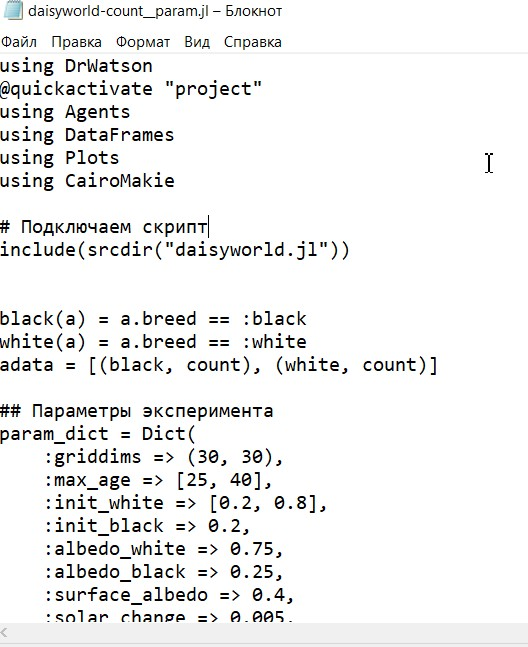 daisyworld-count__param.jl – Блокнот
Файл Правка Формат Вид Справка
using DrWatson
@quickactivate "project"
using Agents
using DataFrames
using Plots
using CairoMakie
# Подключаем скрипт
include(srcdir("daisyworld.jl"))
black(a) = a.breed == :black
white(a) = a.breed == :white
adata = [(black, count), (white, count)]
## Параметры эксперимента
param_dict = Dict(
    :griddims => (30, 30),
    :max_age => [25, 40],
    :init_white => [0.2, 0.8],
    :init_black => 0.2,
    :albedo_white => 0.75,
    :albedo_black => 0.25,
    :surface_albedo => 0.4,
    :solar_change => 0.005,